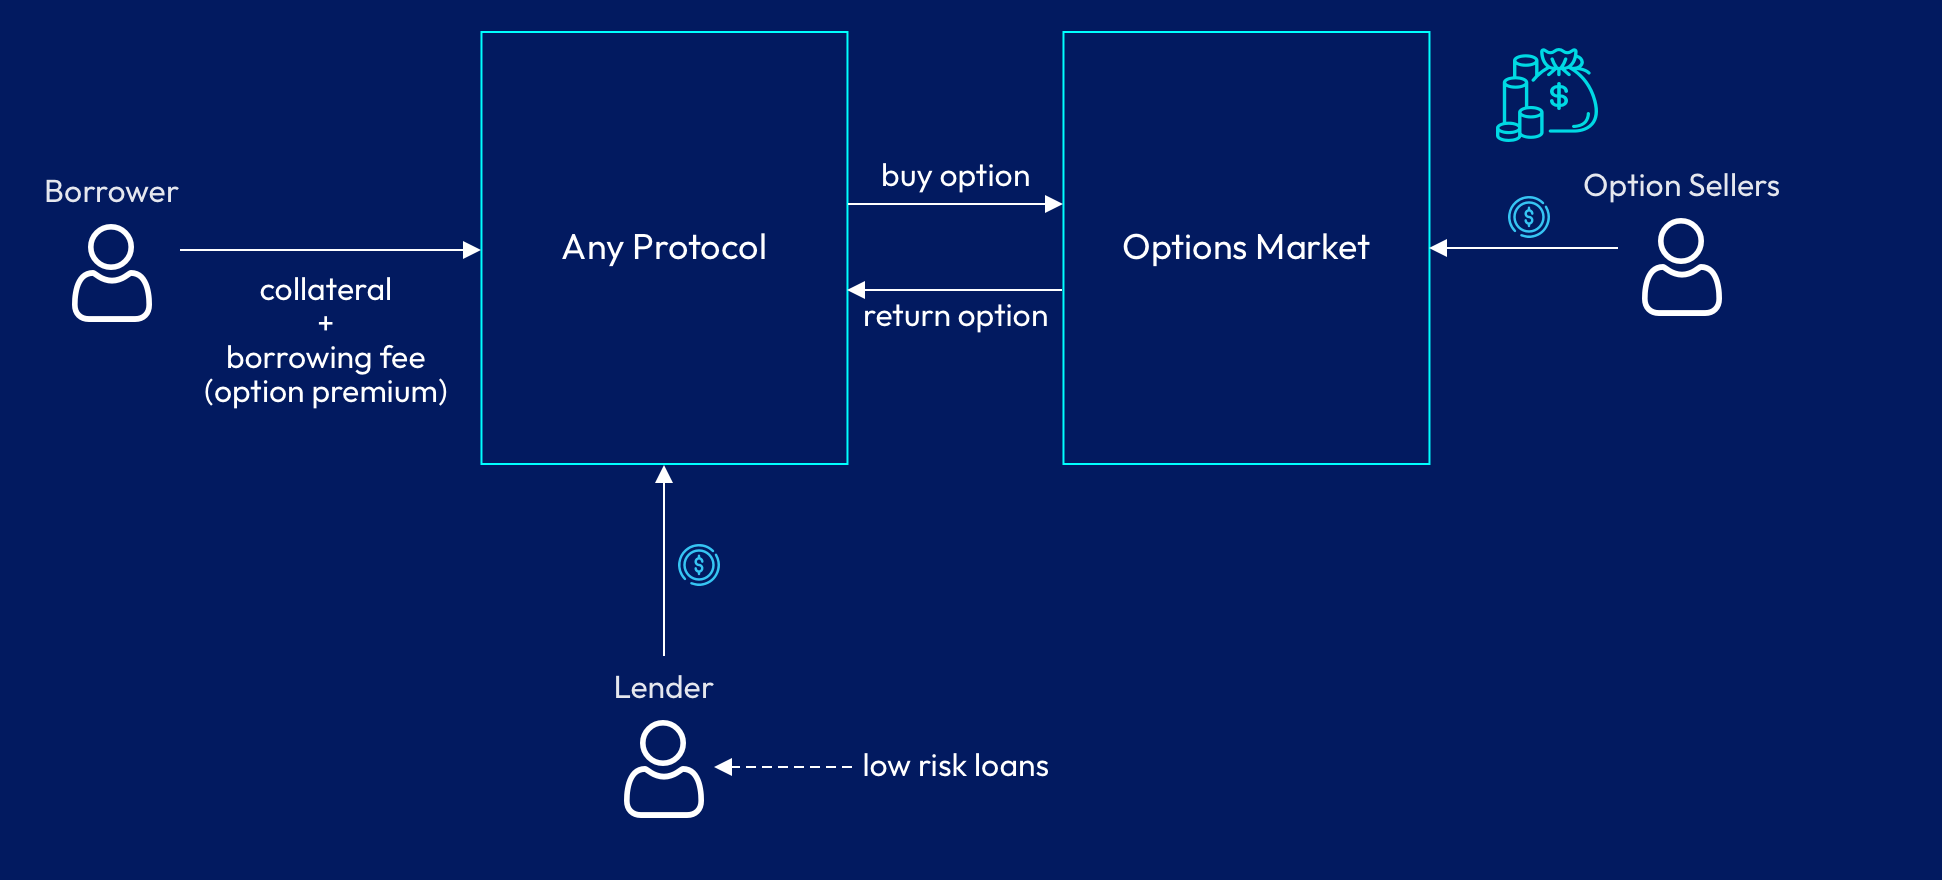 Borrower
collateral
+
borrowing fee
(option premium)
Any Protocol
buy option
return option
Options Market
$
$
Option Sellers
$
Lender
low risk loans